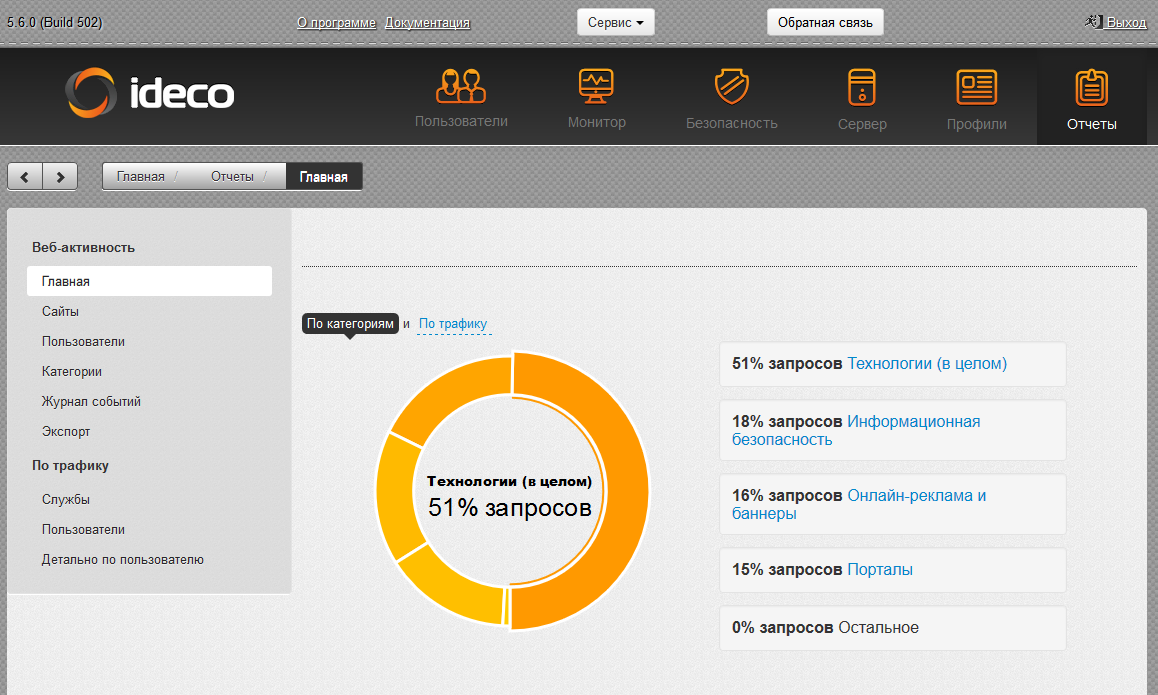 5.6.0 (Build 502)
О программе Документация
Сервис
Обратная связь
Выход
ideco
Пользователи
Монитор
Безопасность
Сервер
Профили
Отчеты
Главная / Отчеты / Главная
Веб-активность
Главная
Сайты
Пользователи
Категории
Журнал событий
Экспорт
По трафику
Службы
Пользователи
Детально по пользователю
По категориям и По трафику
Технологии (в целом)
51% запросов
51% запросов Технологии (в целом)
18% запросов Информационная
безопасность
16% запросов Онлайн-реклама и
баннеры
15% запросов Порталы
0% запросов Остальное